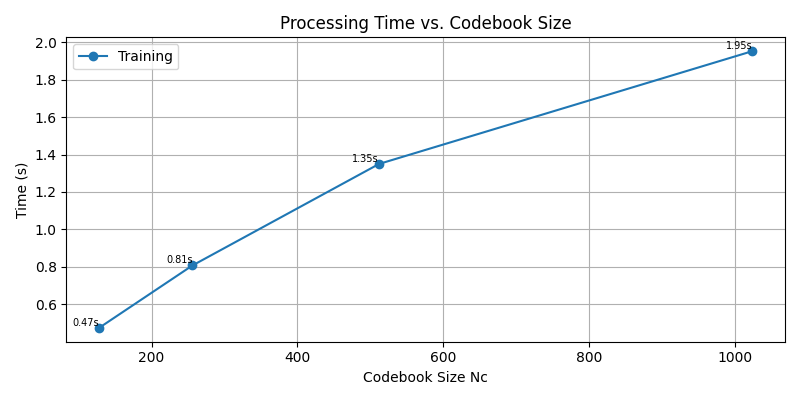 Processing Time vs. Codebook Size
Training
Time (s)
2.0
1.8
1.6
1.4
1.2
1.0
0.8
0.6
0.47s
0.81s
1.35s
1.95s
200
400
600
800
1000
Codebook Size Nc